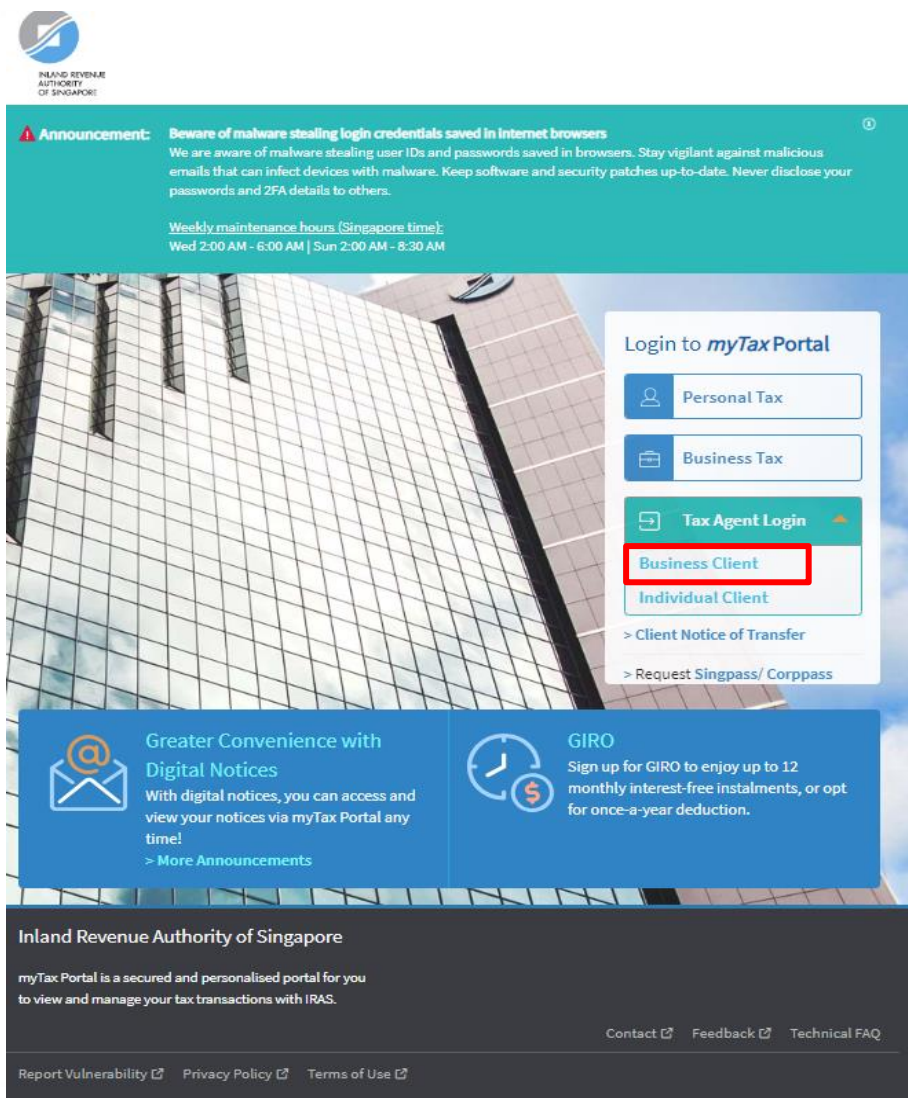 INLAND REVENUE
AUTHORITY
OF SINGAPORE
Announcement:
Beware of malware stealing login credentials saved in internet browsers
We are aware of malware stealing user IDs and passwords saved in browsers. Stay vigilant against malicious
emails that can infect devices with malware. Keep software and security patches up-to-date. Never disclose your
passwords and 2FA details to others.
Weekly maintenance hours (Singapore time):
Wed 2:00 AM - 6:00 AM | Sun 2:00 AM - 8:30 AM
Login to myTax Portal
Personal Tax
Business Tax
Tax Agent Login
Business Client
Individual Client
> Client Notice of Transfer
> Request Singpass/ Corppass
Greater Convenience with
Digital Notices
With digital notices, you can access and
view your notices via myTax Portal any
time!
> More Announcements
GIRO
Sign up for GIRO to enjoy up to 12
monthly interest-free instalments, or opt
for once-a-year deduction.
Inland Revenue Authority of Singapore
myTax Portal is a secured and personalised portal for you
to view and manage your tax transactions with IRAS.
Contact Feedback Technical FAQ
Report Vulnerability Privacy Policy Terms of Use